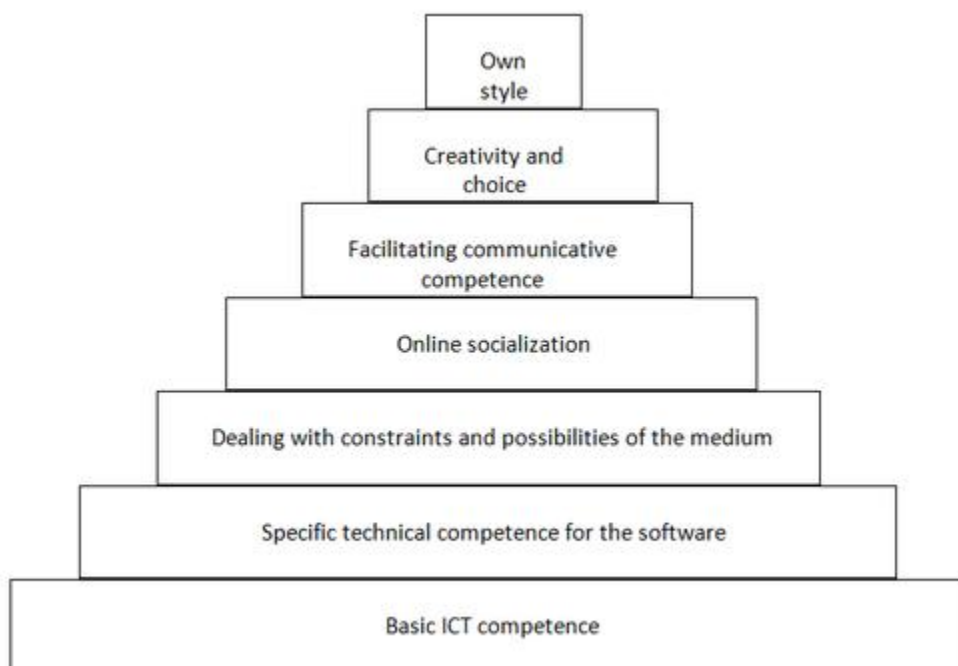 Own
style
Creativity and
choice
Facilitating communicative
competence
Online socialization
Dealing with constraints and possibilities of the medium
Specific technical competence for the software
Basic ICT competence